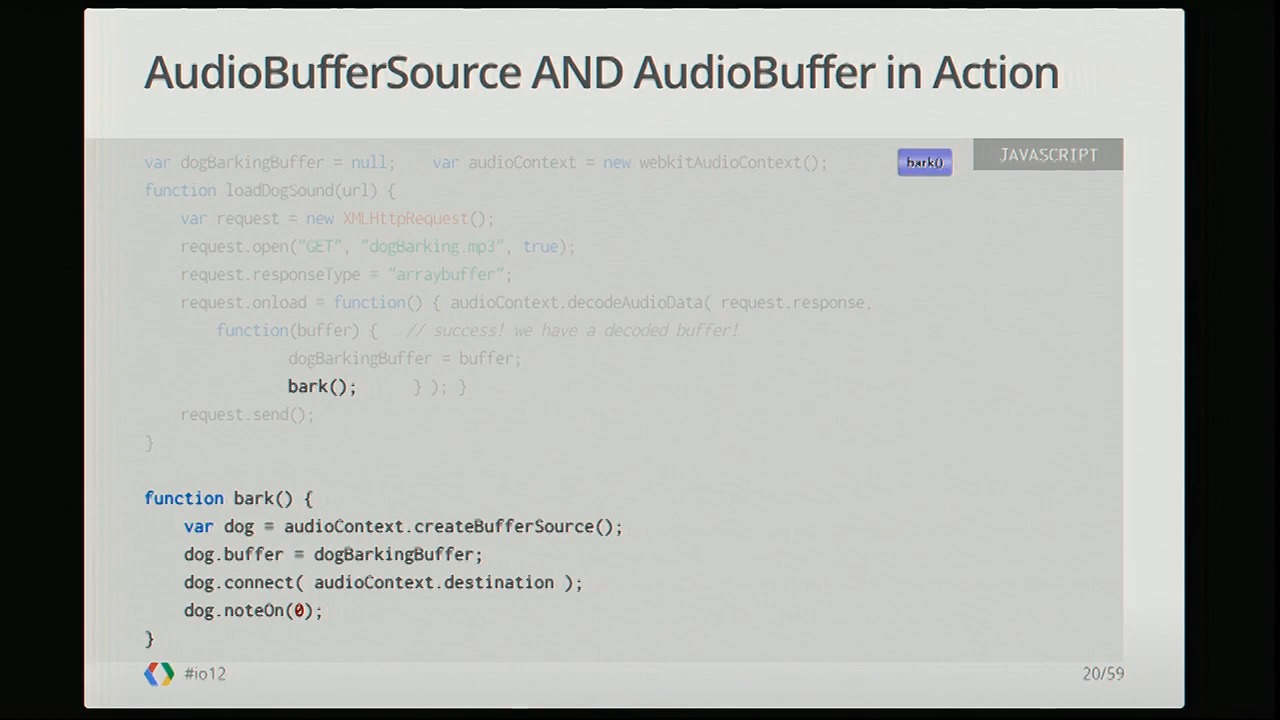 AudioBufferSource AND AudioBuffer in Action
var dogBarkingBuffer = null;    var audioContext = new webkitAudioContext();
bark()
JAVASCRIPT
function loadDogSound(url) {
var request = new XMLHttpRequest();
request.open("GET", "dogBarking.mp3", true);
request.responseType = "arraybuffer";
request.onload = function() { audioContext.decodeAudioData( request.response,
function(buffer) {   // success! we have a decoded buffer!
dogBarkingBuffer = buffer;
bark();      } ); }
request.send();
}
function bark() {
var dog = audioContext.createBufferSource();
dog.buffer = dogBarkingBuffer;
dog.connect( audioContext.destination );
dog.noteOn(0);
}
#io12
20/59